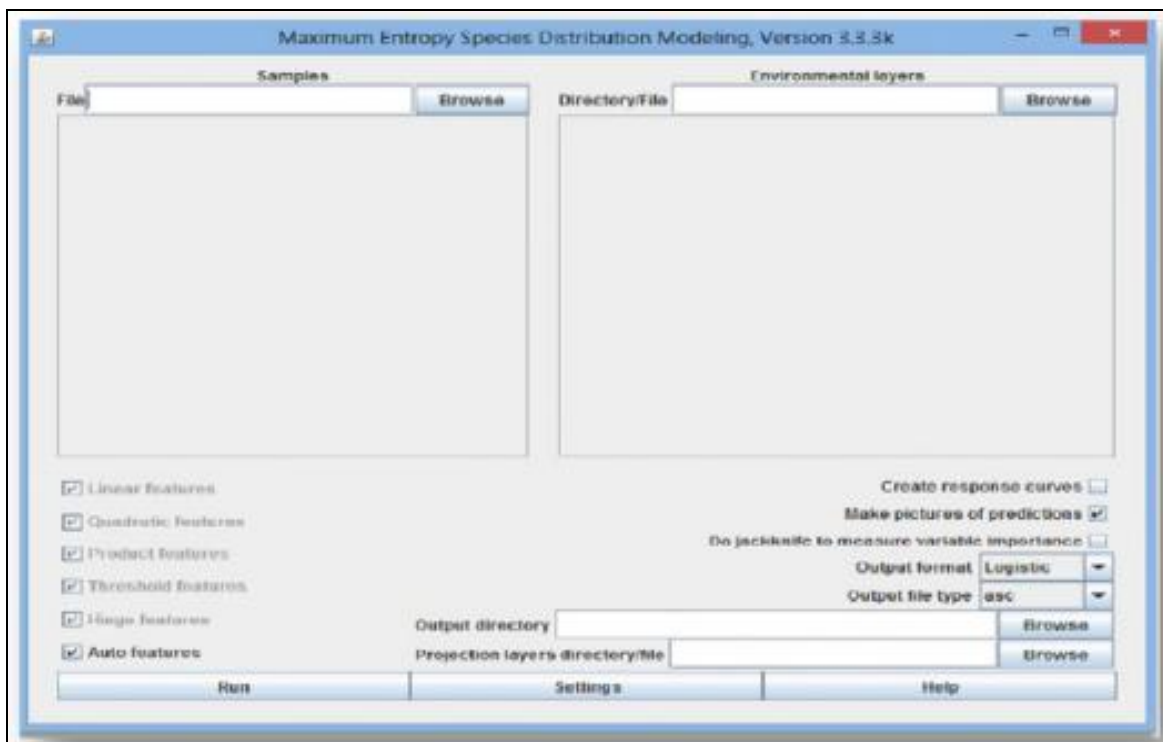 Maximum Entropy Species Distribution Modeling, Version 3.3.3k
Samples
File
Browse
Environmental layers
Directory/File
Browse
Linear features
Quadratic features
Product features
Threshold features
Hinge features
Auto features
Create response curves
Make pictures of predictions
Do jackknife to measure variable importance
Output format Logistic
Output file type asc
Output directory
Browse
Projection layers directory/file
Browse
Run
Settings
Help